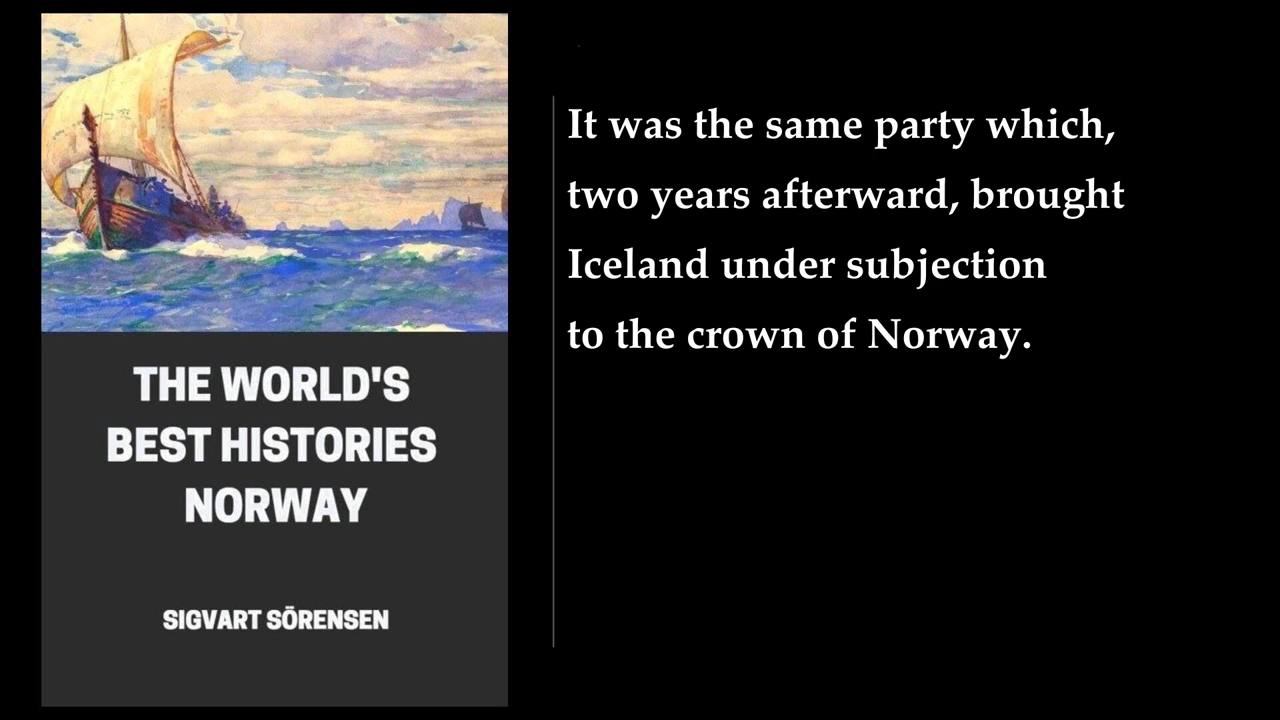 THE WORLD'S
BEST HISTORIES
NORWAY
SIGVART SÖRENSEN
It was the same party which,
two years afterward, brought
Iceland under subjection
to the crown of Norway.